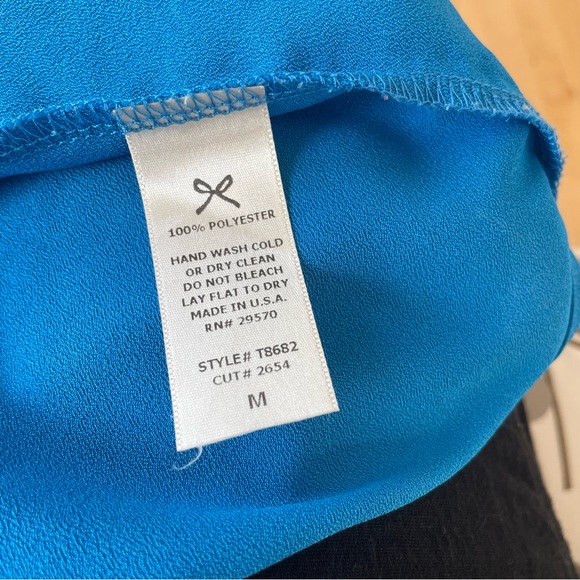 100% POLYESTER
HAND WASH COLD
OR DRY CLEAN
DO NOT BLEACH
LAY FLAT TO DRY
MADE IN U.S.A.
RN# 29570
STYLE# T8682
CUT# 2654
M